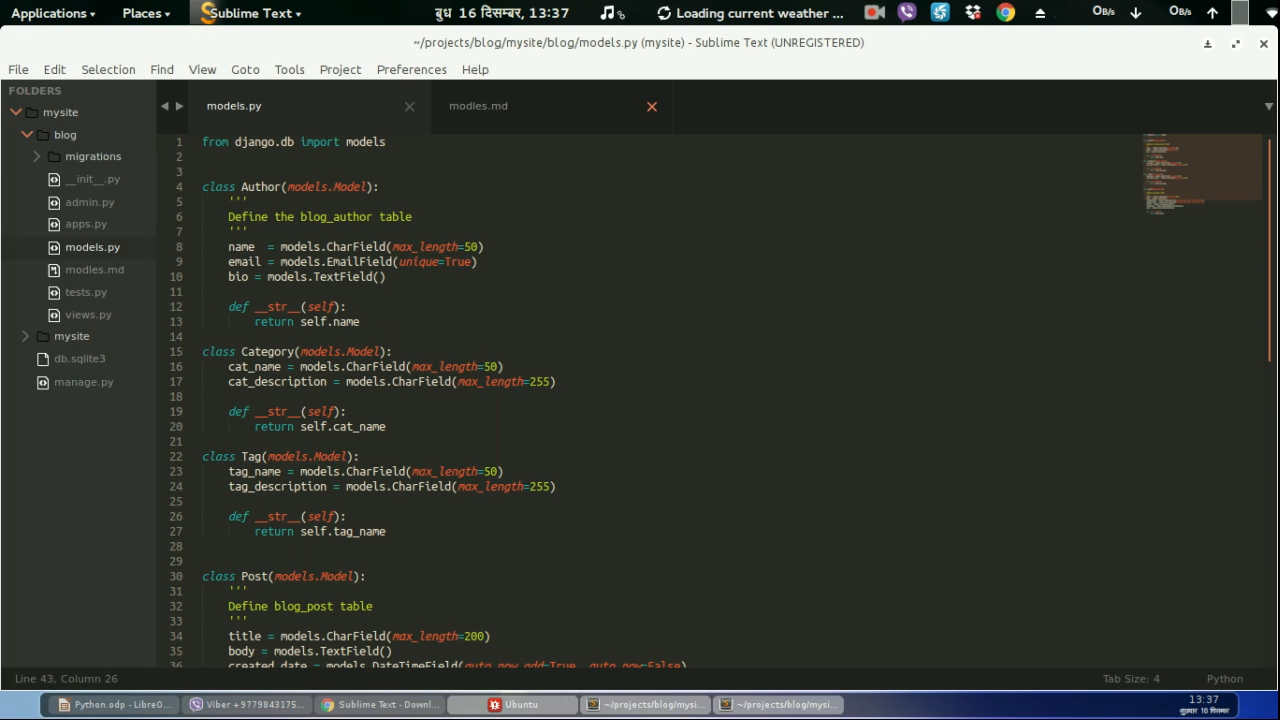 Applications Places Sublime Text बुध 16 दिसम्बर, 13:37 Loading current weather ... 0B/s 0B/s
~/projects/blog/mysite/blog/models.py (mysite) - Sublime Text (UNREGISTERED)
File Edit Selection Find View Goto Tools Project Preferences Help
FOLDERS
mysite
blog
migrations
__init__.py
admin.py
apps.py
models.py
modles.md
tests.py
views.py
mysite
db.sqlite3
manage.py
models.py modles.md
1 from django.db import models
2
3
4 class Author(models.Model):
5 '''
6 Define the blog_author table
7 '''
8 name  = models.CharField(max_length=50)
9 email = models.EmailField(unique=True)
10 bio = models.TextField()
11
12 def __str__(self):
13 return self.name
14
15 class Category(models.Model):
16 cat_name = models.CharField(max_length=50)
17 cat_description = models.CharField(max_length=255)
18
19 def __str__(self):
20 return self.cat_name
21
22 class Tag(models.Model):
23 tag_name = models.CharField(max_length=50)
24 tag_description = models.CharField(max_length=255)
25
26 def __str__(self):
27 return self.tag_name
28
29
30 class Post(models.Model):
31 '''
32 Define blog_post table
33 '''
34 title = models.CharField(max_length=200)
35 body = models.TextField()
36 created_date = models.DateTimeField(auto_now_add=True, auto_now=False)
Line 43, Column 26 Tab Size: 4 Python
Python.odp - LibreO... Viber +9779843175... Sublime Text - Downl... Ubuntu ~/projects/blog/mysi... ~/projects/blog/mysi... 13:37